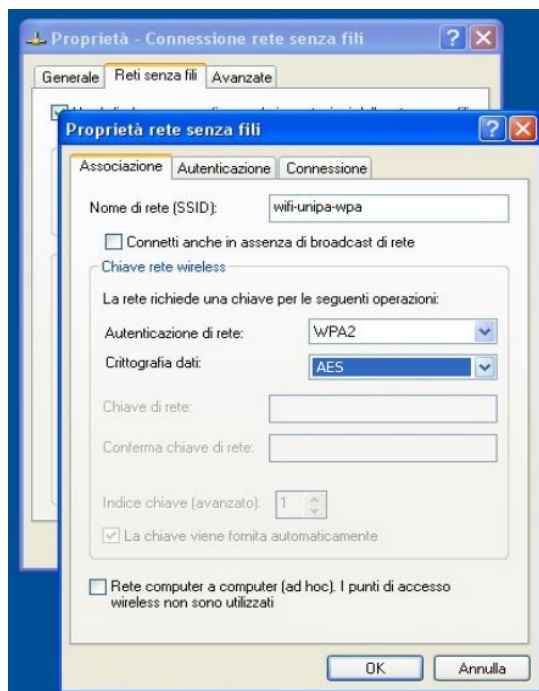 Proprietà - Connessione rete senza fili
Generale
Reti senza fili
Avanzate
Proprietà rete senza fili
Associazione
Autenticazione
Connessione
Nome di rete (SSID):
wifi-unipa-wpa
Connetti anche in assenza di broadcast di rete
Chiave rete wireless
La rete richiede una chiave per le seguenti operazioni:
Autenticazione di rete:
WPA2
Crittografia dati:
AES
Chiave di rete:
Conferma chiave di rete:
Indice chiave (avanzato):
1
La chiave viene fornita automaticamente
Rete computer a computer (ad hoc). I punti di accesso
wireless non sono utilizzati
OK
Annulla